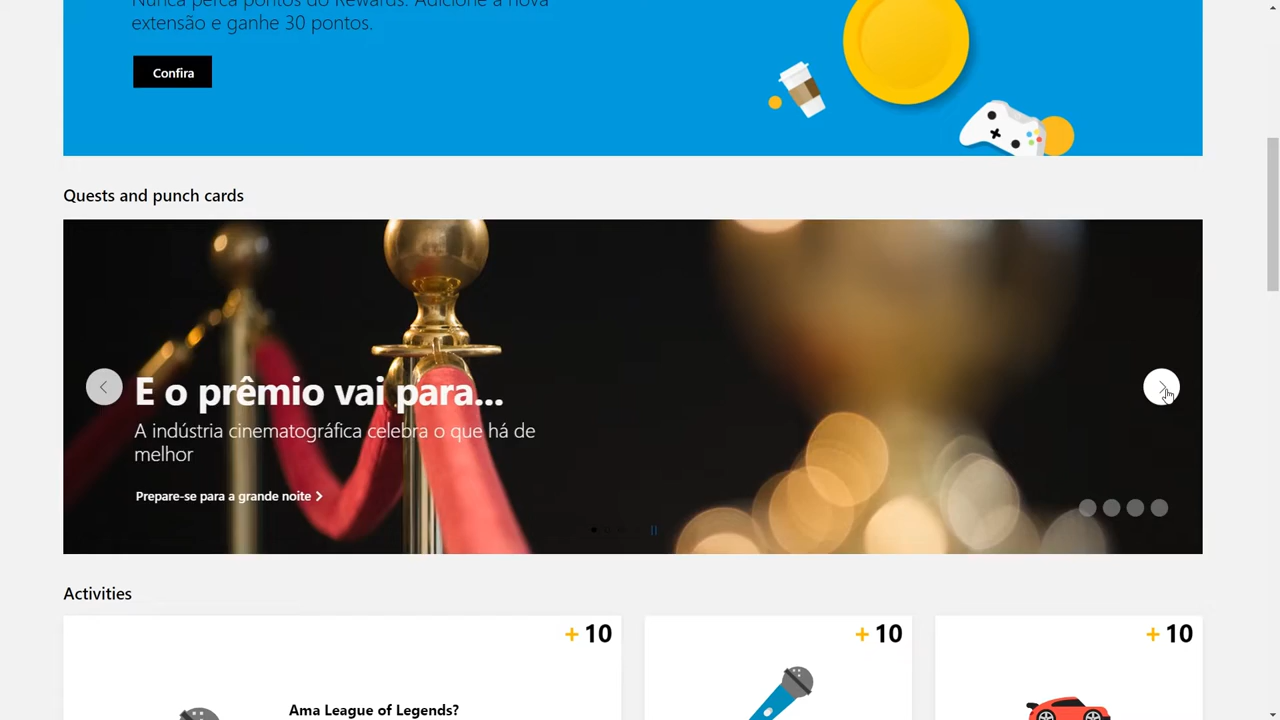 Nunca perca pontos do Rewards. Adicione a nova
extensão e ganhe 30 pontos.
Confira
Quests and punch cards
E o prêmio vai para...
A indústria cinematográfica celebra o que há de
melhor
Prepare-se para a grande noite
Activities
+ 10
+ 10
+ 10
Ama League of Legends?